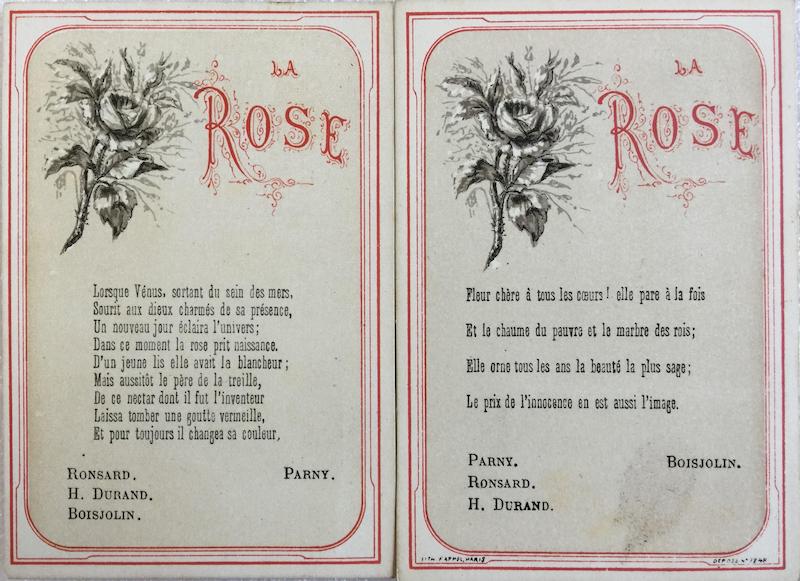 LA
ROSE
Lorsque Vénus, sortant du sein des mers,
Sourit aux dieux charmés de sa présence,
Un nouveau jour éclaira l'univers;
Dans ce moment la rose prit naissance.
D'un jeune lis elle avait la blancheur;
Mais aussitôt le père de la treille,
De ce nectar dont il fut l'inventeur
Laissa tomber une goutte vermeille,
Et pour toujours il changea sa couleur,
RONSARD. PARNY.
H. DURAND.
BOISJOLIN.
LA
ROSE
Fleur chère à tous les cœurs! elle pare à la fois
Et le chaume du pauvre et le marbre des rois;
Elle orne tous les ans la beauté la plus sage;
Le prix de l'innocence en est aussi l'image.
PARNY. BOISJOLIN.
RONSARD.
H. DURAND.
PARIS